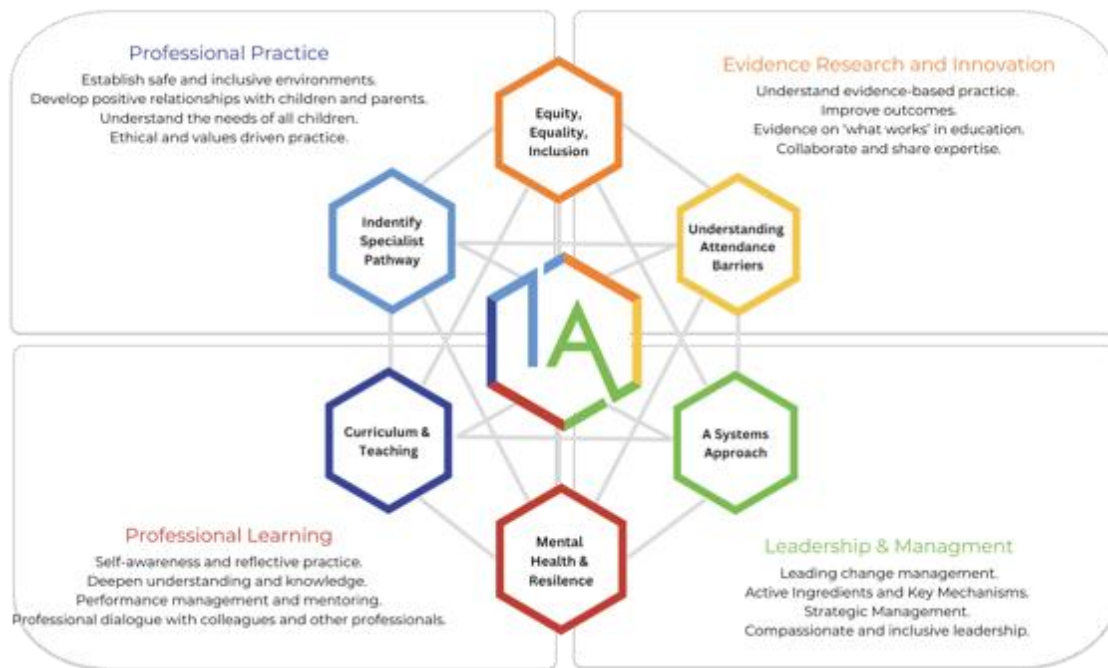 Professional Practice
Establish safe and inclusive environments.
Develop positive relationships with children and parents.
Understand the needs of all children.
Ethical and values driven practice.
Evidence Research and Innovation
Understand evidence-based practice.
Improve outcomes.
Evidence on 'what works' in education.
Collaborate and share expertise.
Equity,
Equality,
Inclusion
Indentify
Specialist
Pathway
Understanding
Attendance
Barriers
1A
Curriculum &
Teaching
A Systems
Approach
Mental
Health &
Resilence
Professional Learning
Self-awareness and reflective practice.
Deepen understanding and knowledge.
Performance management and mentoring.
Professional dialogue with colleagues and other professionals.
Leadership & Managment
Leading change management.
Active Ingredients and Key Mechanisms.
Strategic Management.
Compassionate and inclusive leadership.